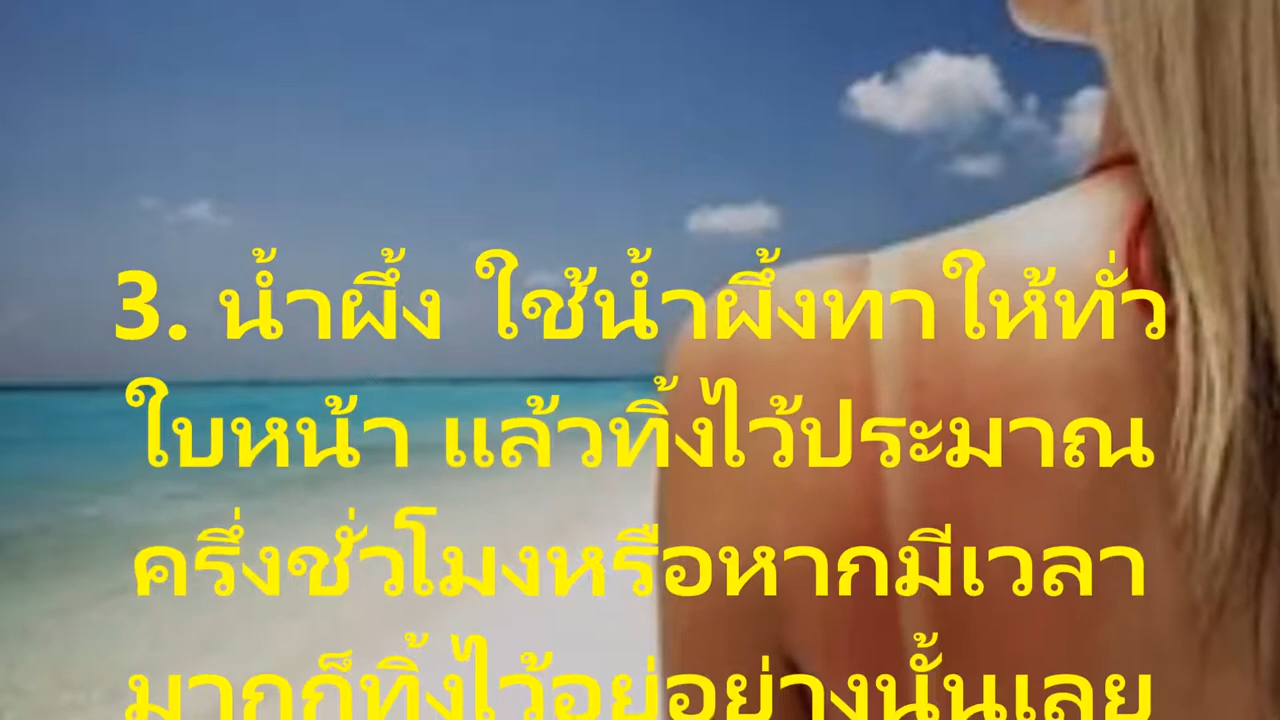 3. น้ำผึ้ง ใช้น้ำผึ้งทาให้ทั่ว
ใบหน้า แล้วทิ้งไว้ประมาณ
ครึ่งชั่วโมงหรือหากมีเวลา
มากก็ทิ้งไว้อยู่อย่างนั้นเลย